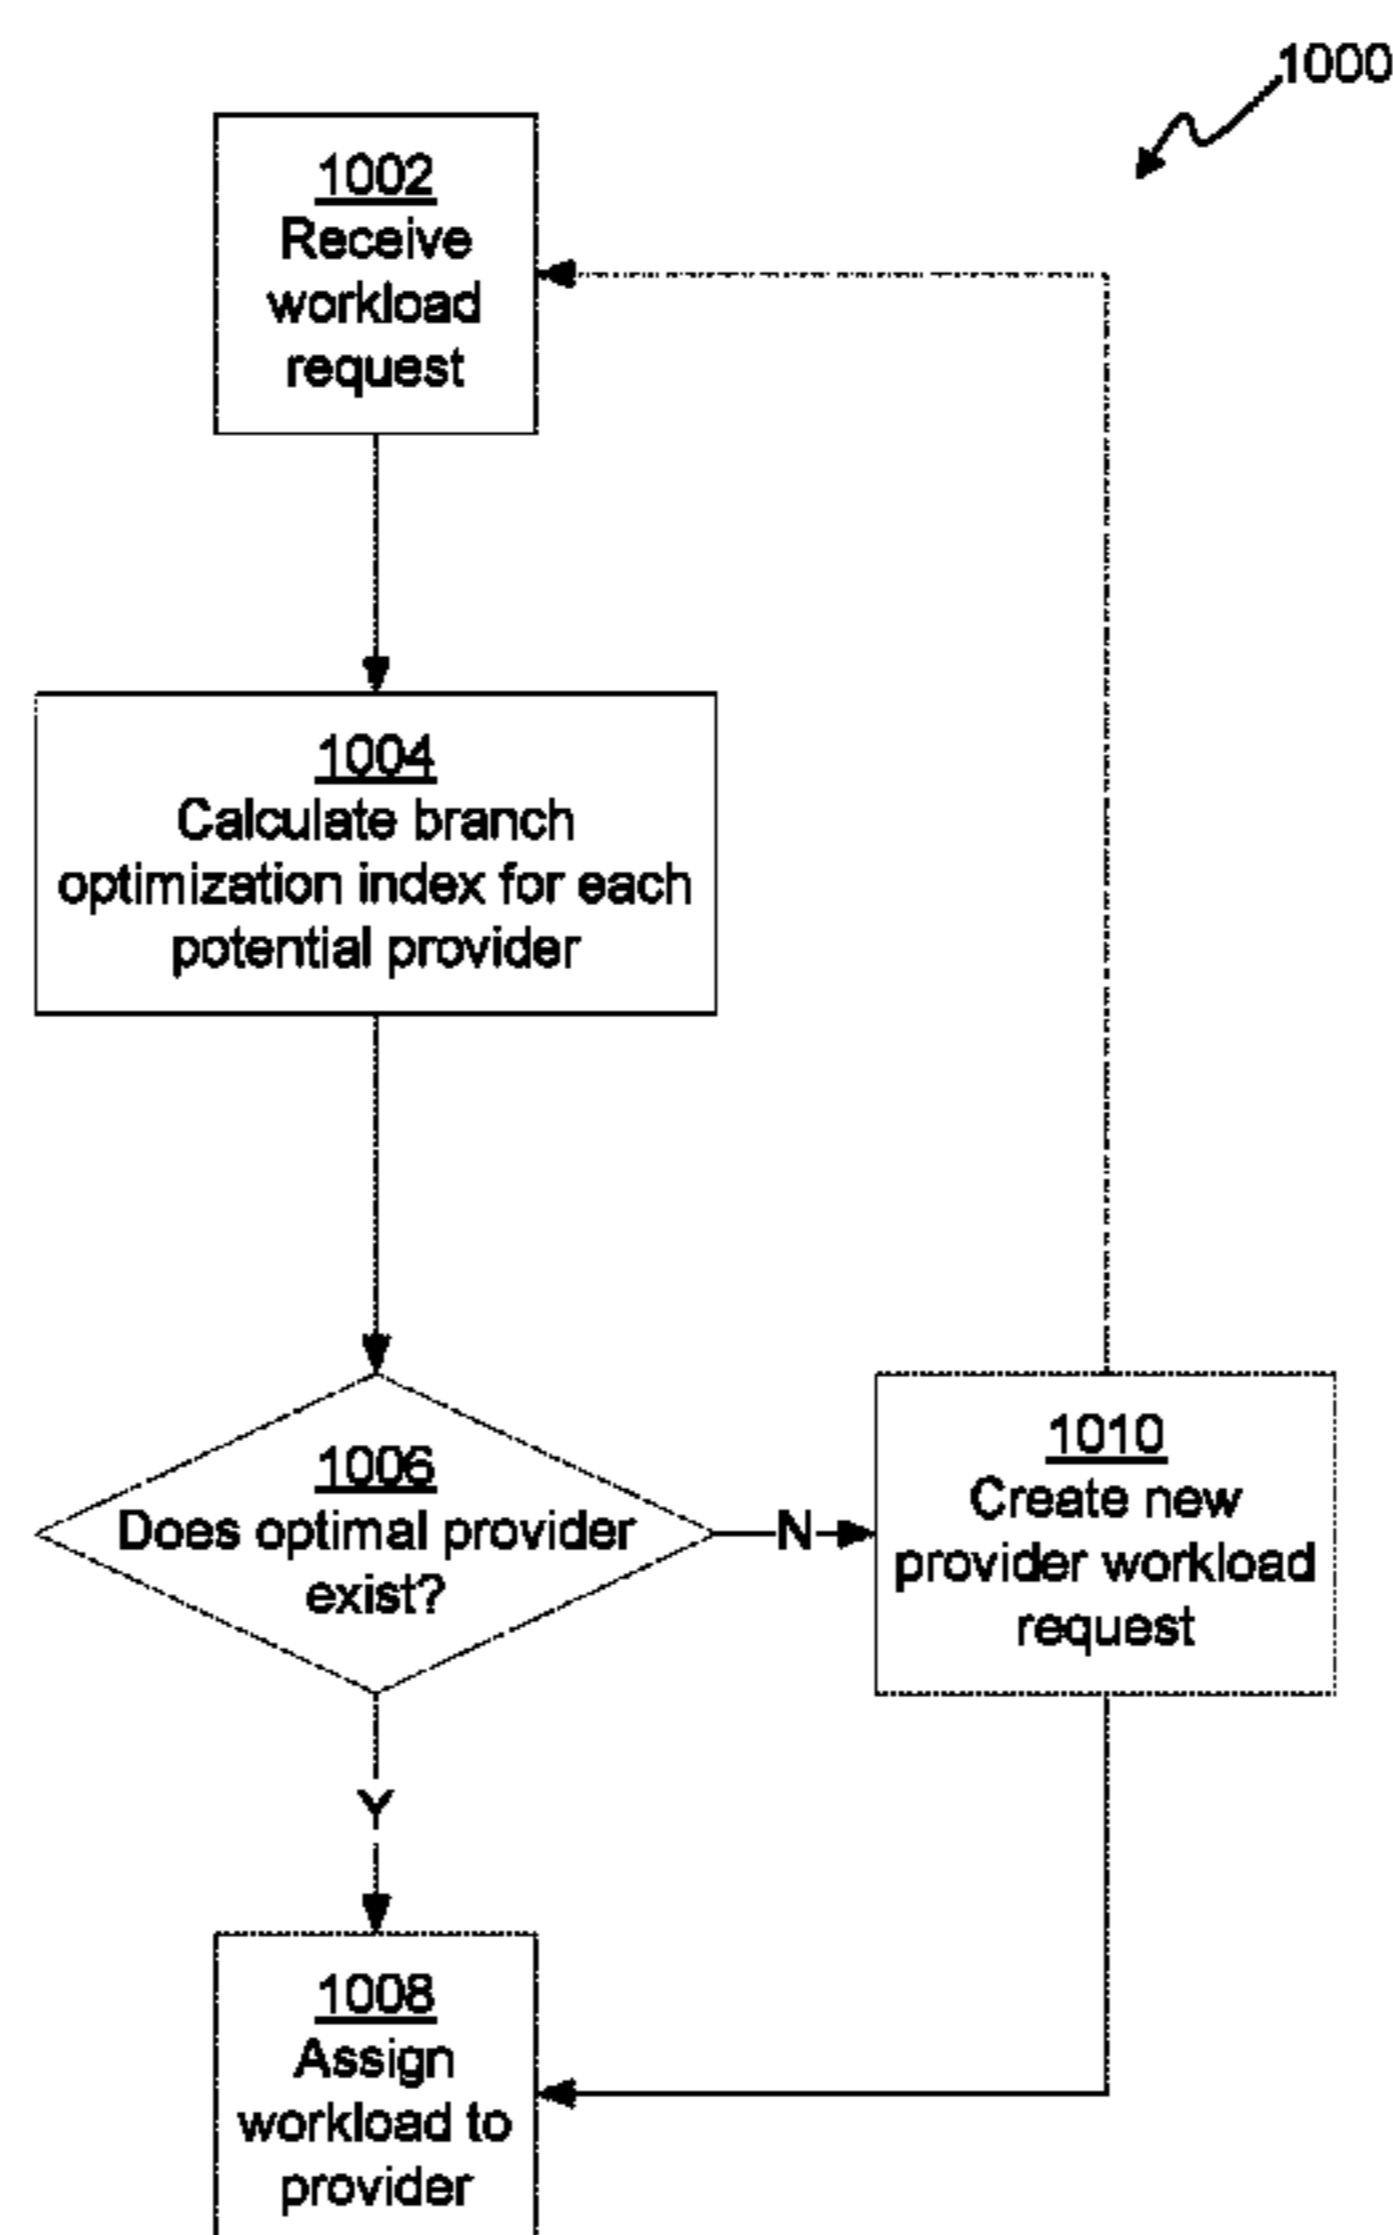 1000
1002
Receive
workload
request
1004
Calculate branch
optimization index for each
potential provider
1006
Does optimal provider
exist?
N
1010
Create new
provider workload
request
Y
1008
Assign
workload to
provider